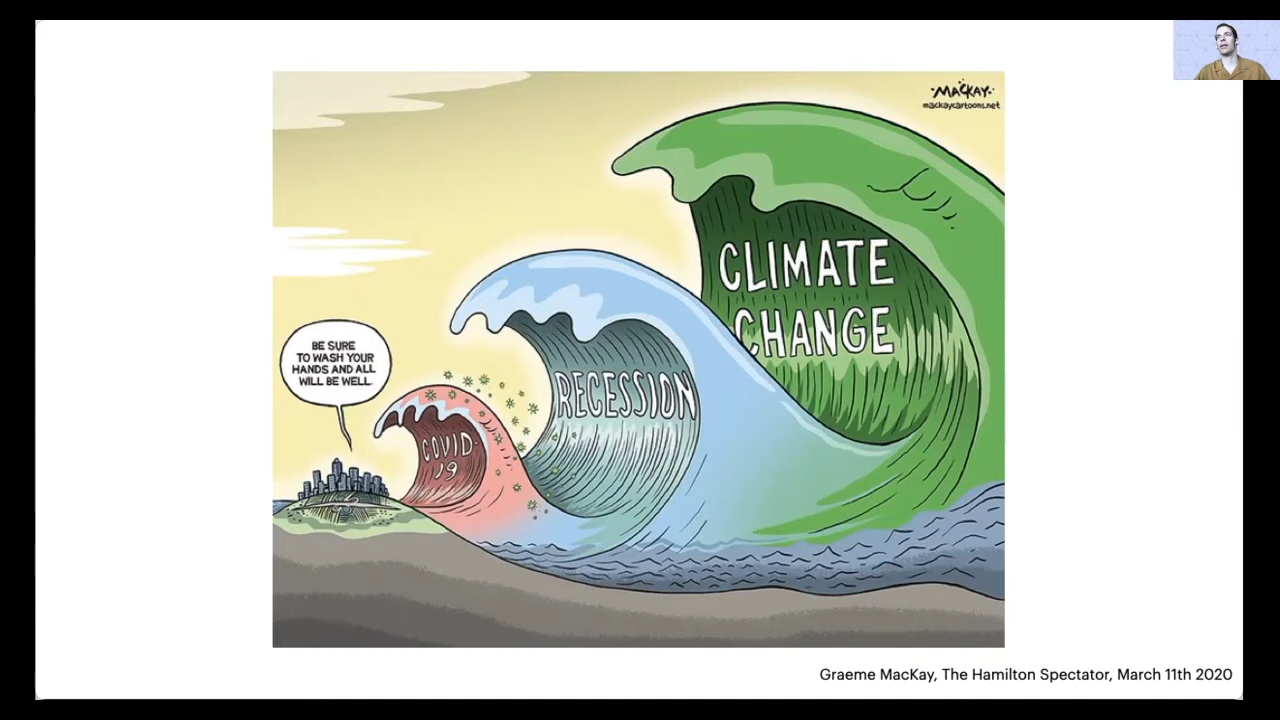 MACKAY
mackaycartoons.net
CLIMATE
CHANGE
BE SURE
TO WASH YOUR
HANDS AND ALL
WILL BE WELL.
RECESSION
COVID-
19
Graeme MacKay, The Hamilton Spectator, March 11th 2020